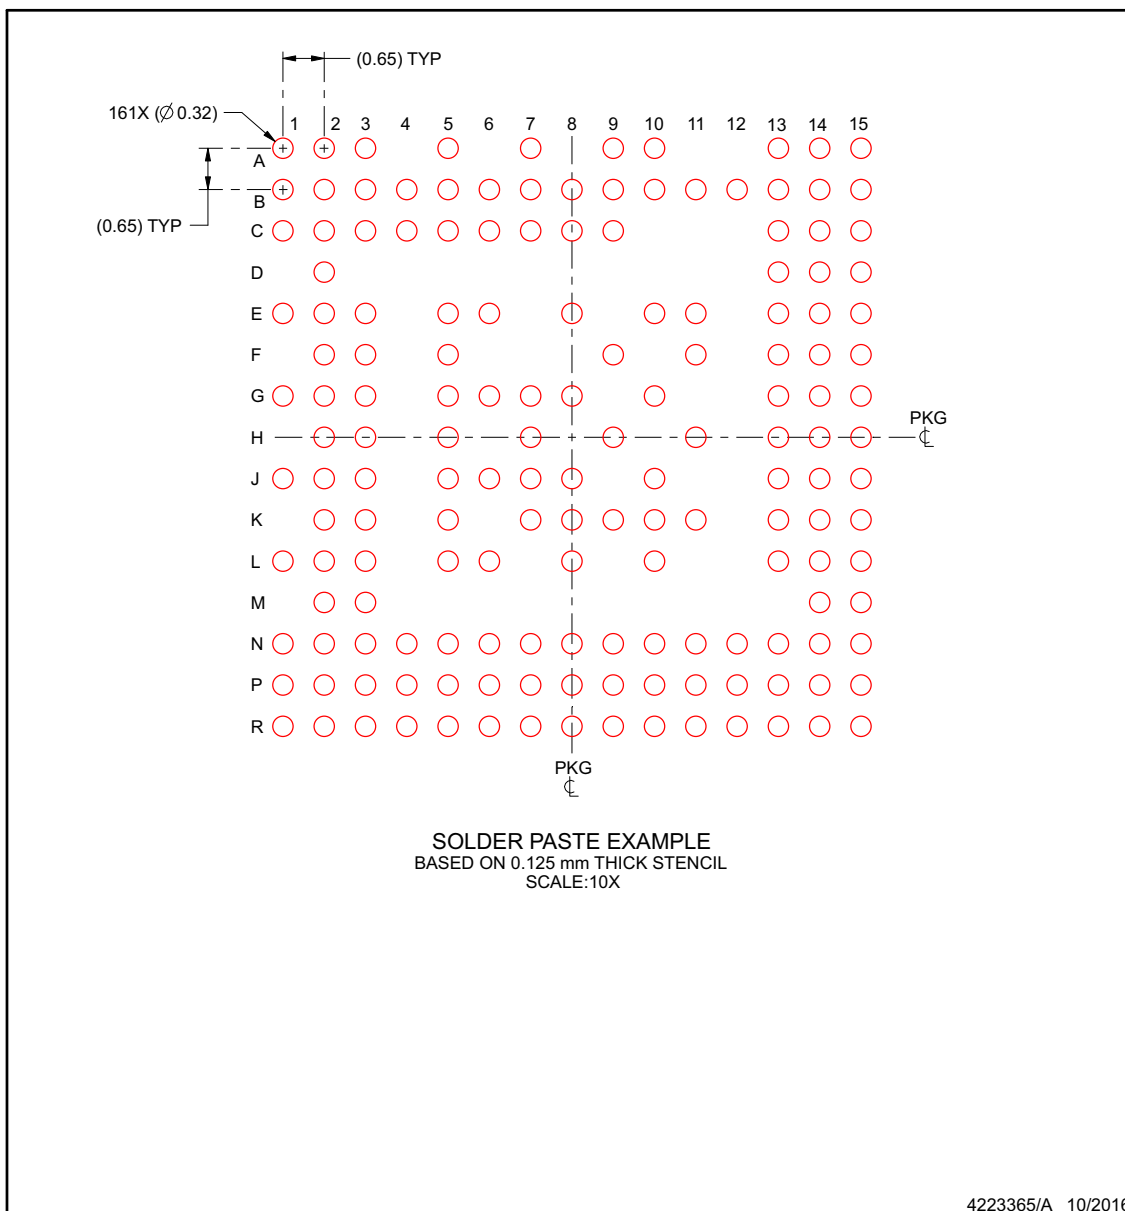 (0.65) TYP
161X (∅ 0.32)
1 2 3 4 5 6 7 8 9 10 11 12 13 14 15
A
B
(0.65) TYP
C
D
E
F
G
PKG
H
J
K
L
M
N
P
R
PKG
SOLDER PASTE EXAMPLE
BASED ON 0.125 mm THICK STENCIL
SCALE:10X
4223365/A 10/2016